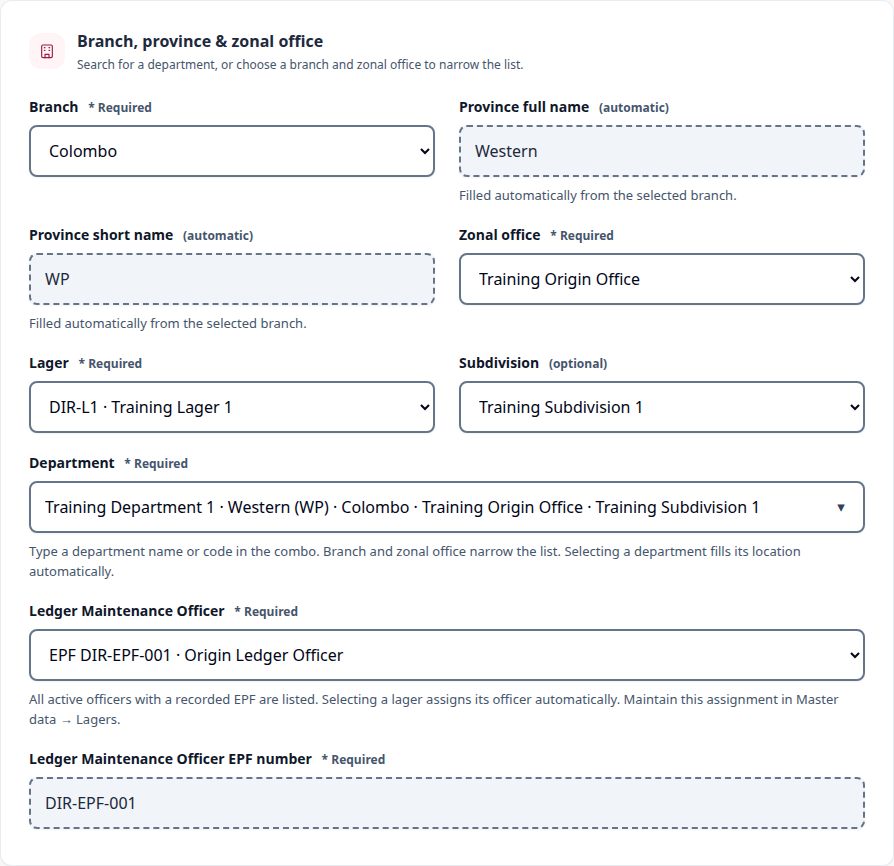 Branch, province & zonal office
Search for a department, or choose a branch and zonal office to narrow the list.
Branch * Required
Colombo
Province full name (automatic)
Western
Filled automatically from the selected branch.
Province short name (automatic)
WP
Filled automatically from the selected branch.
Zonal office * Required
Training Origin Office
Lager * Required
DIR-L1 · Training Lager 1
Subdivision (optional)
Training Subdivision 1
Department * Required
Training Department 1 · Western (WP) · Colombo · Training Origin Office · Training Subdivision 1
Type a department name or code in the combo. Branch and zonal office narrow the list. Selecting a department fills its location
automatically.
Ledger Maintenance Officer * Required
EPF DIR-EPF-001 · Origin Ledger Officer
All active officers with a recorded EPF are listed. Selecting a lager assigns its officer automatically. Maintain this assignment in Master
data → Lagers.
Ledger Maintenance Officer EPF number * Required
DIR-EPF-001